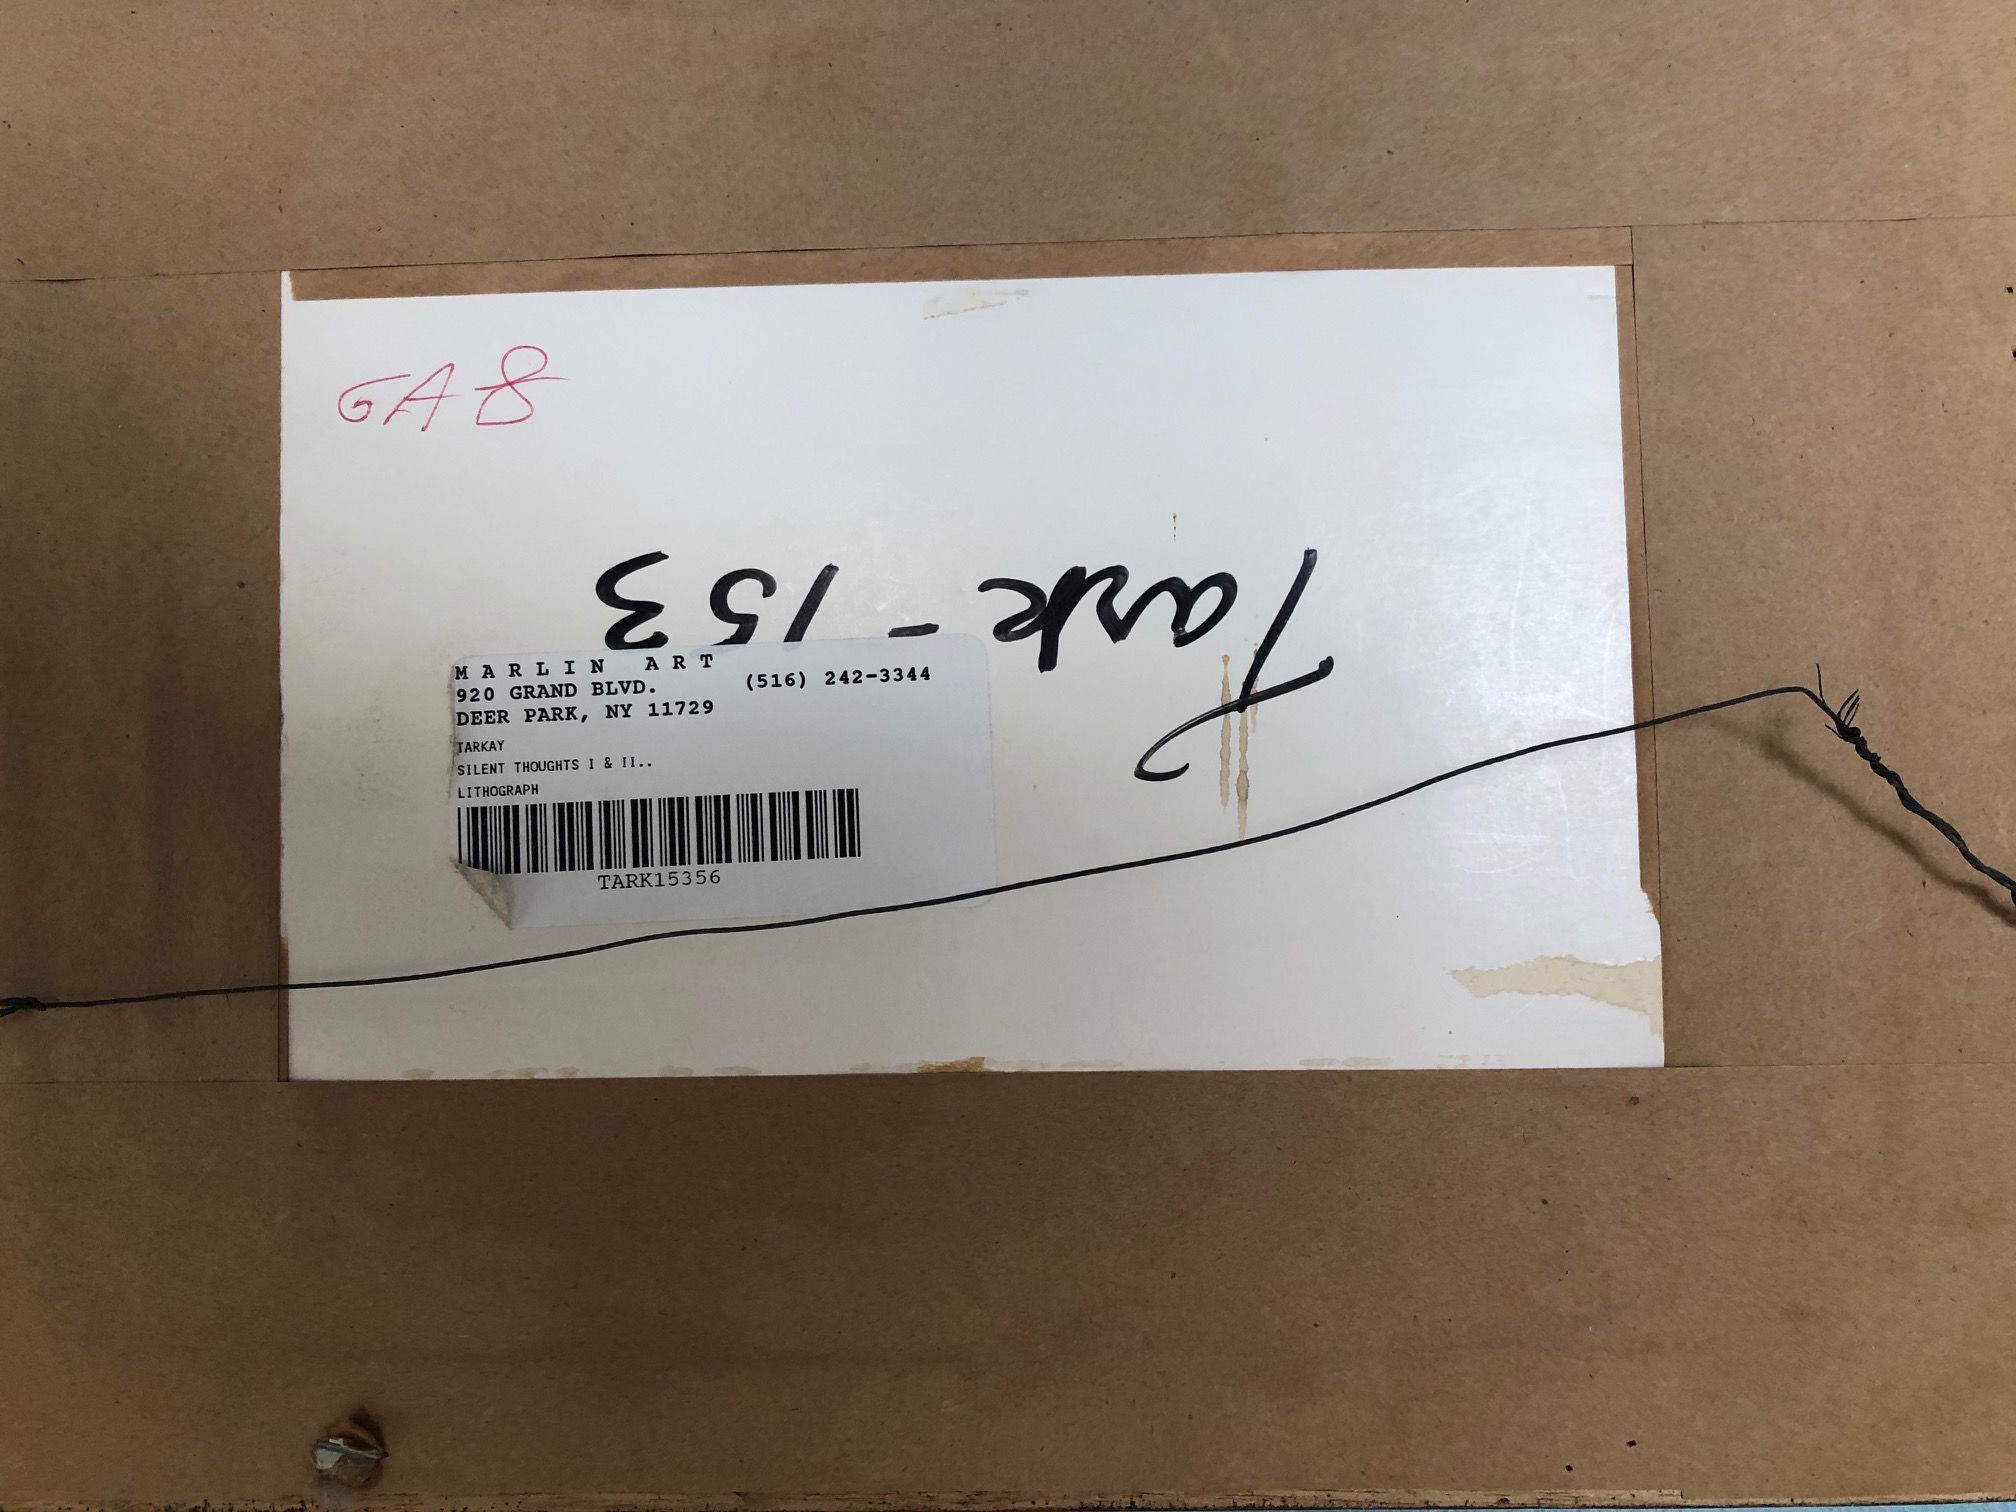 GA8
Tark - 153
MARLIN ART
920 GRAND BLVD. (516) 242-3344
DEER PARK, NY 11729
TARKAY
SILENT THOUGHTS I & II..
LITHOGRAPH
TARK15356